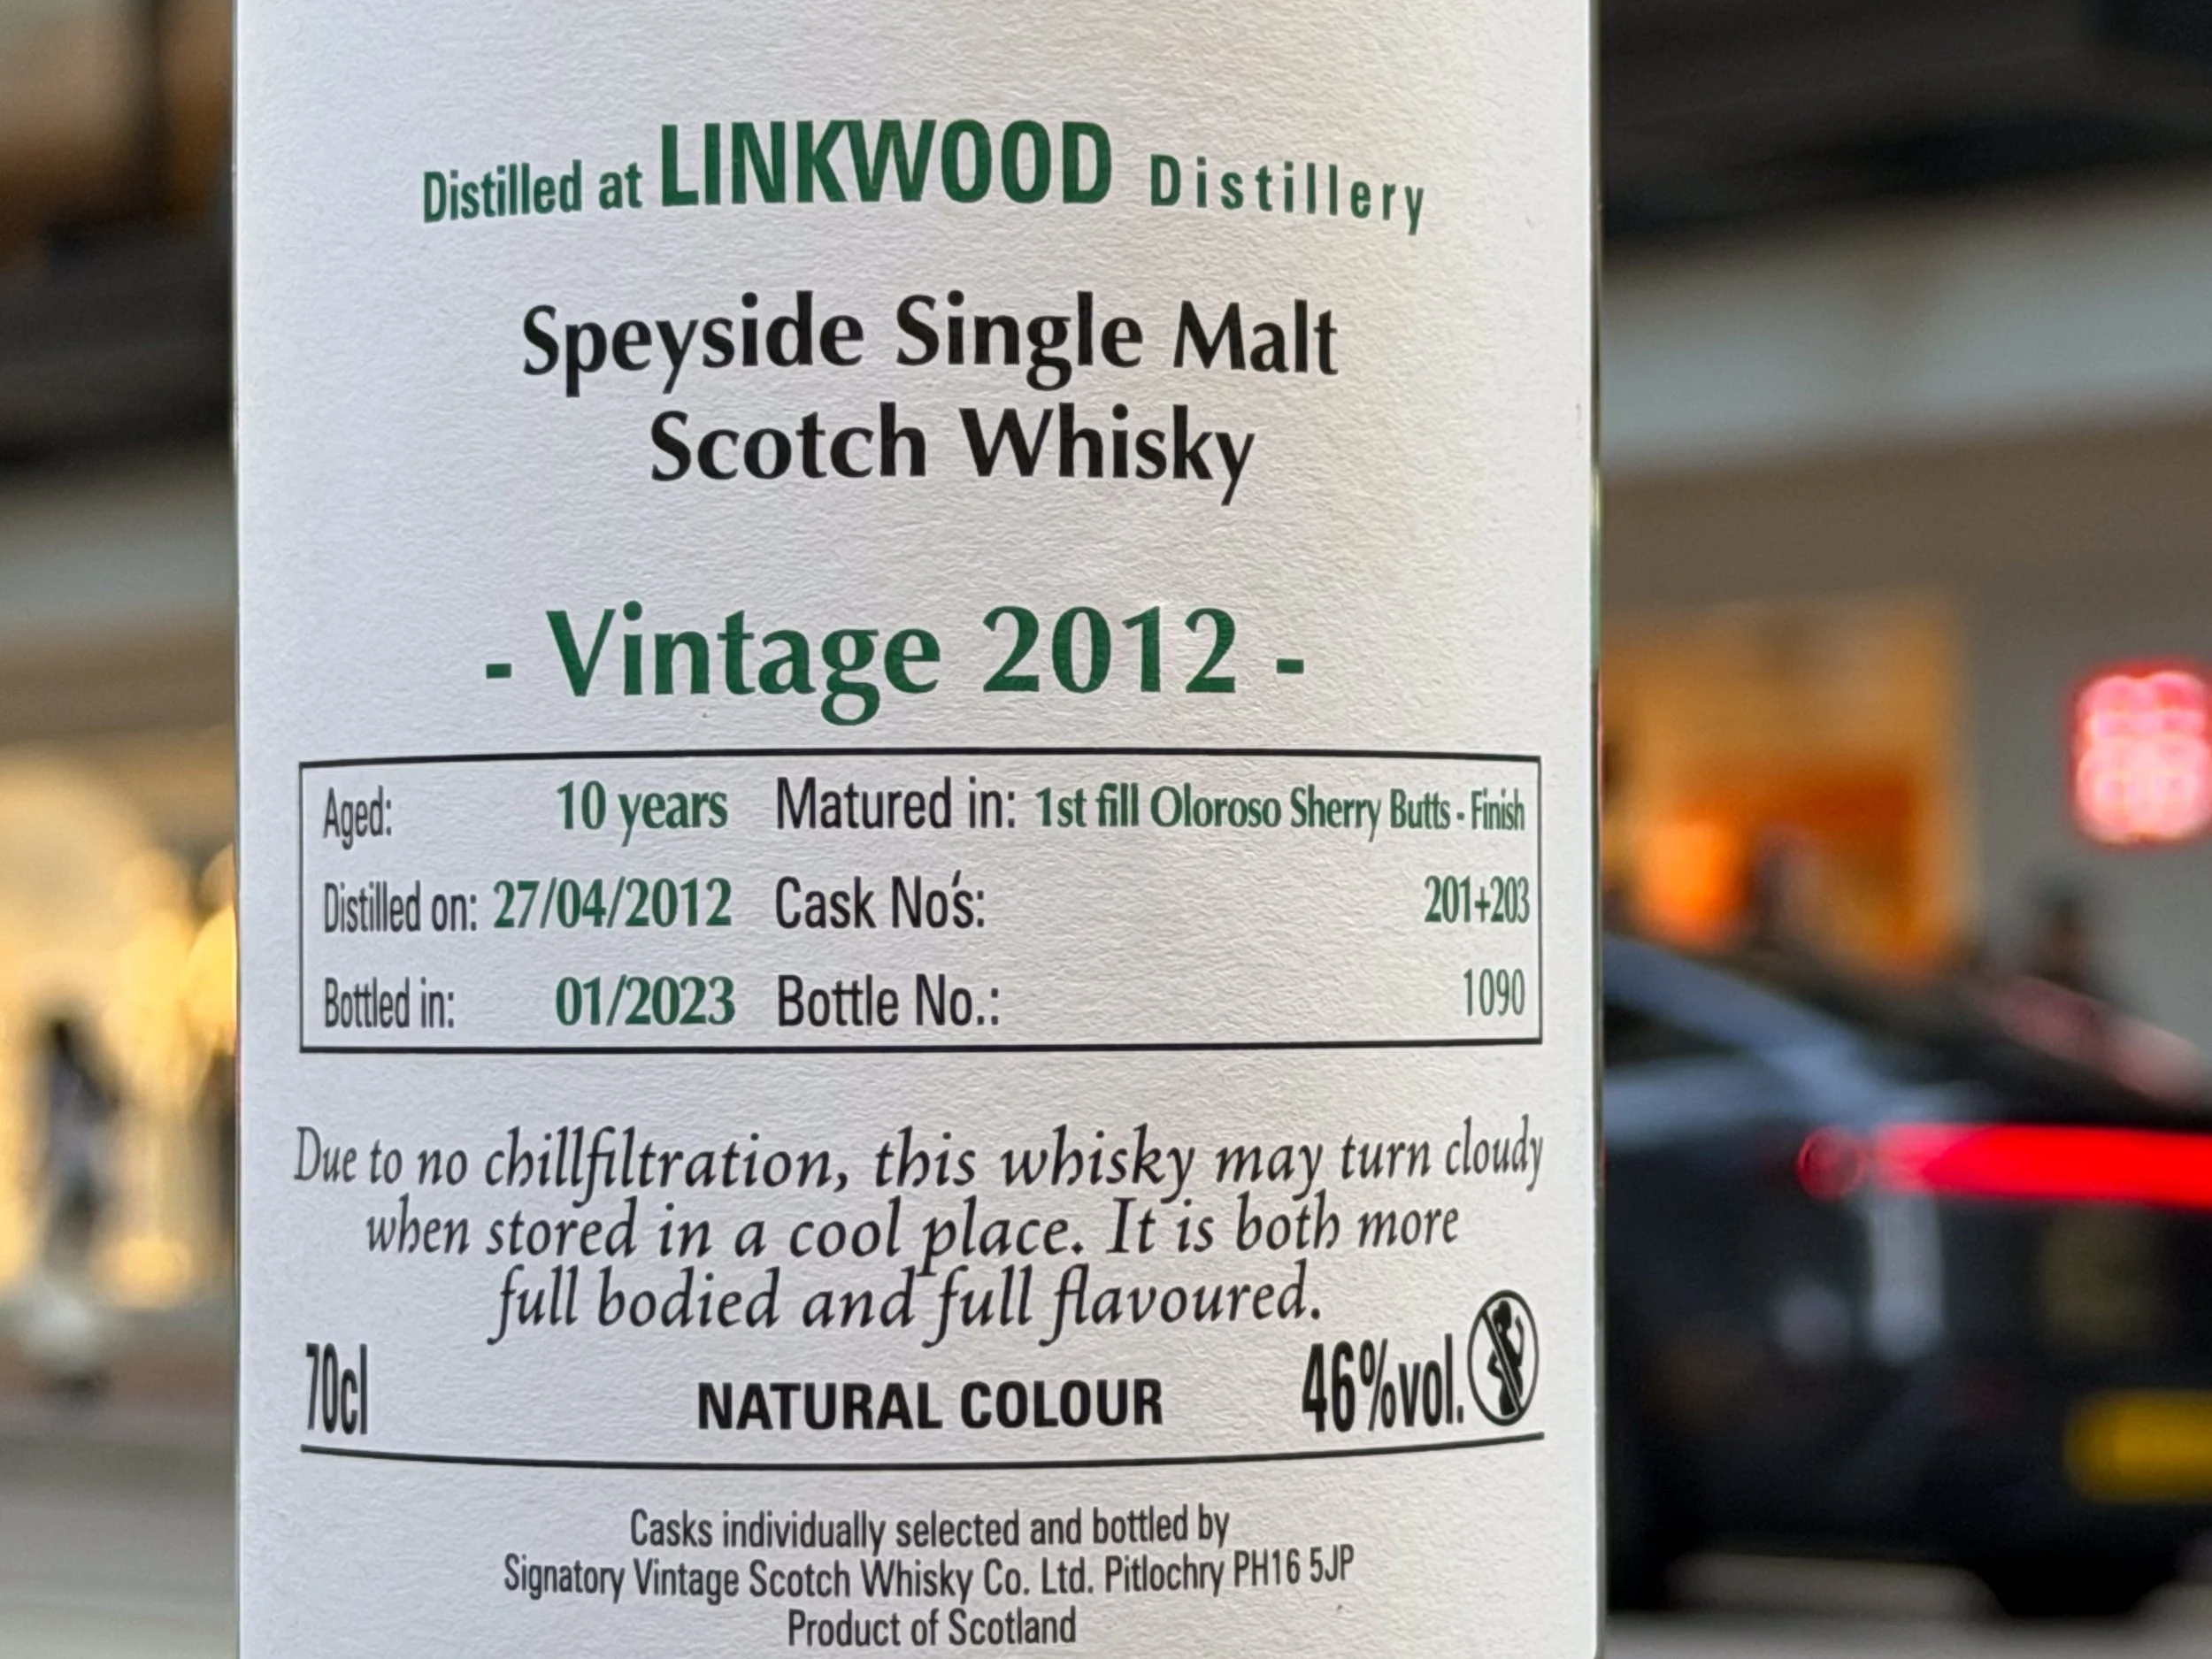 Distilled at LINKWOOD Distillery
Speyside Single Malt
Scotch Whisky
- Vintage 2012 -
Aged: 10 years Matured in: 1st fill Oloroso Sherry Butts - Finish
Distilled on: 27/04/2012 Cask No's: 201+203
Bottled in: 01/2023 Bottle No.: 1090
Due to no chillfiltration, this whisky may turn cloudy
when stored in a cool place. It is both more
full bodied and full flavoured.
70cl NATURAL COLOUR 46%vol.
Casks individually selected and bottled by
Signatory Vintage Scotch Whisky Co. Ltd. Pitlochry PH16 5JP
Product of Scotland